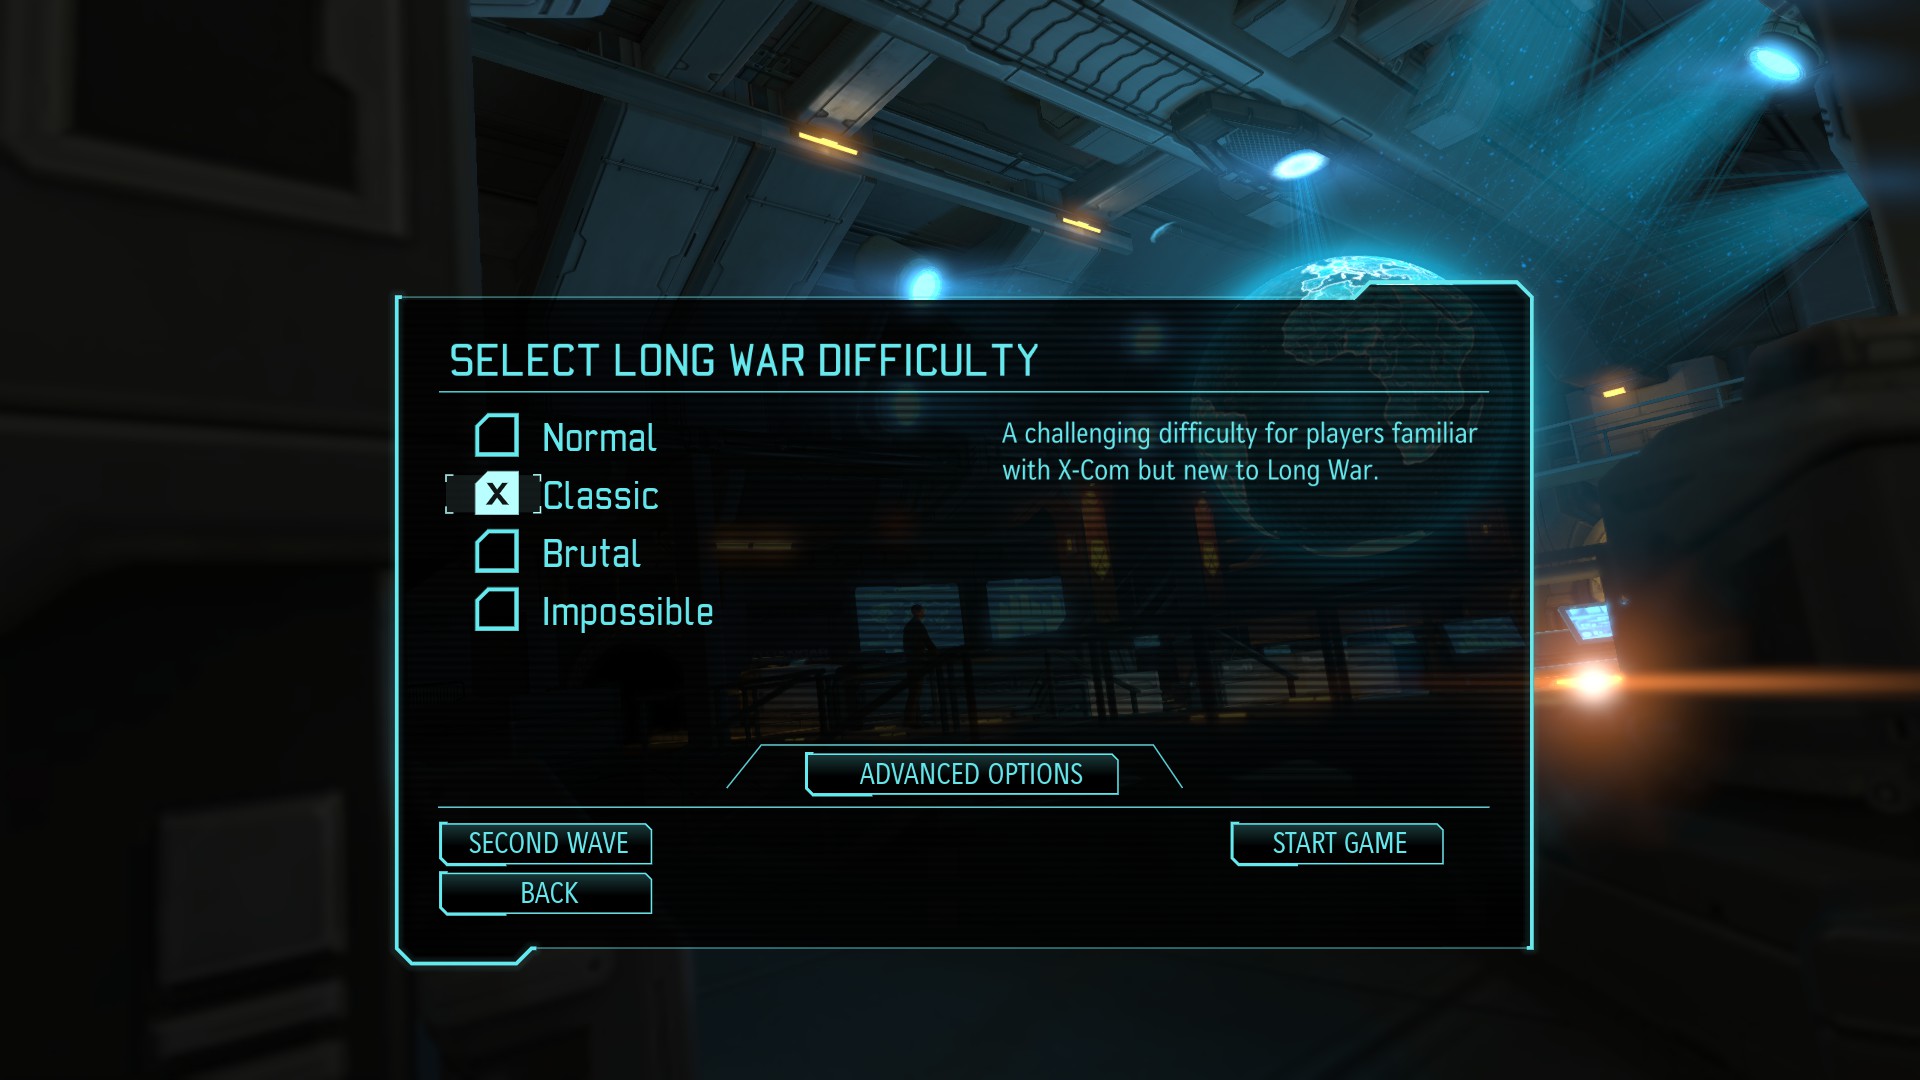 SELECT LONG WAR DIFFICULTY
Normal
X Classic
Brutal
Impossible
A challenging difficulty for players familiar
with X-Com but new to Long War.
ADVANCED OPTIONS
SECOND WAVE
START GAME
BACK